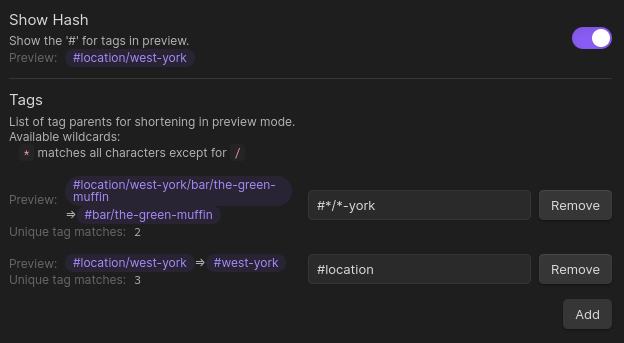 Show Hash
Show the '#' for tags in preview.
Preview: #location/west-york
Tags
List of tag parents for shortening in preview mode.
Available wildcards:
* matches all characters except for /
Preview: #location/west-york/bar/the-green-
muffin
⇒ #bar/the-green-muffin
Unique tag matches: 2
#*/*-york
Remove
Preview: #location/west-york ⇒ #west-york
Unique tag matches: 3
#location
Remove
Add